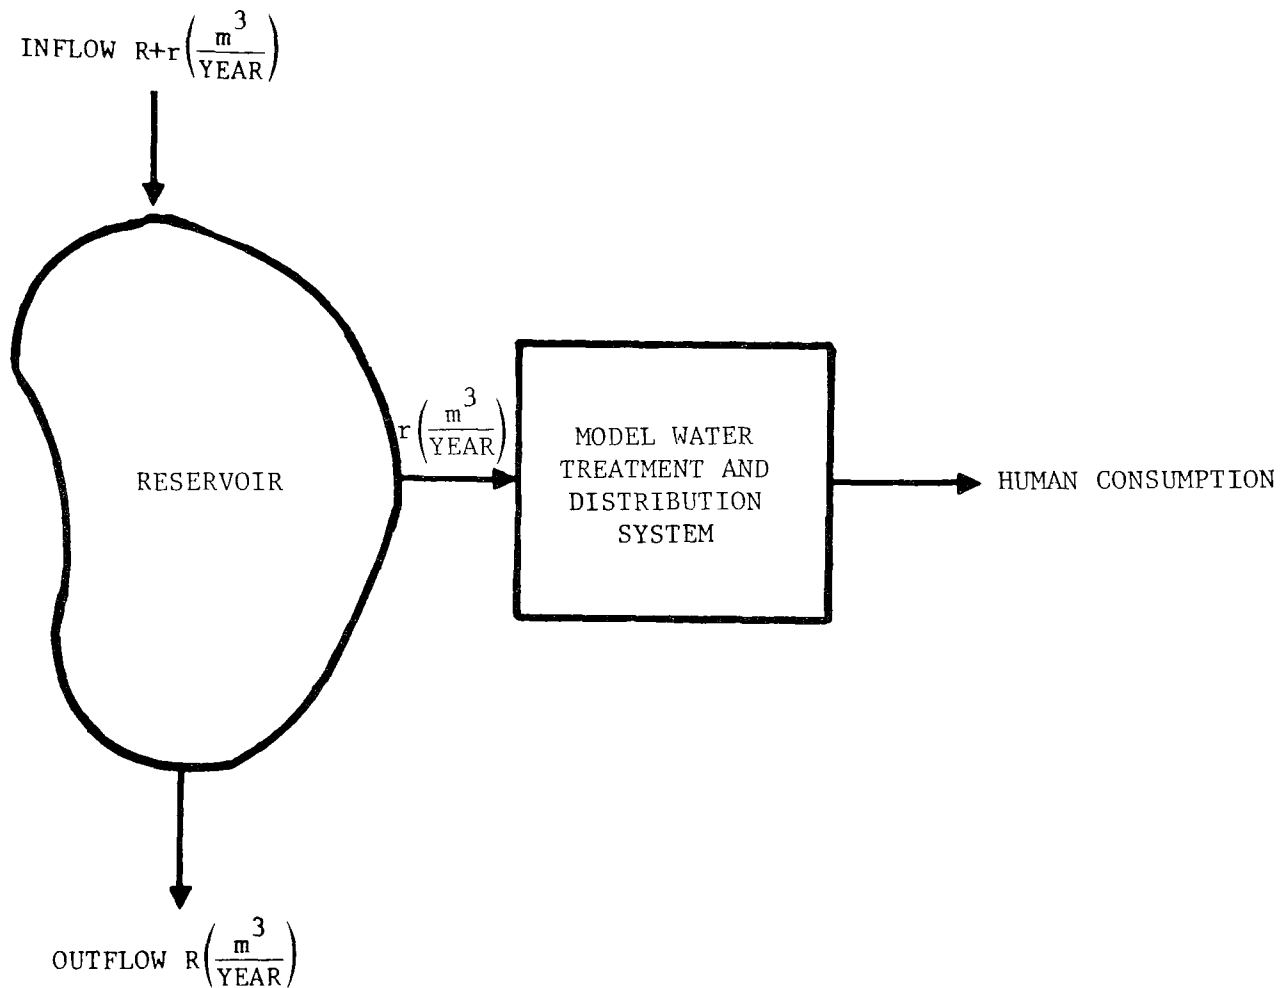 INFLOW R+r(m³/YEAR)
r(m³/YEAR)
MODEL WATER
TREATMENT AND
DISTRIBUTION
SYSTEM
RESERVOIR
HUMAN CONSUMPTION
OUTFLOW R(m³/YEAR)